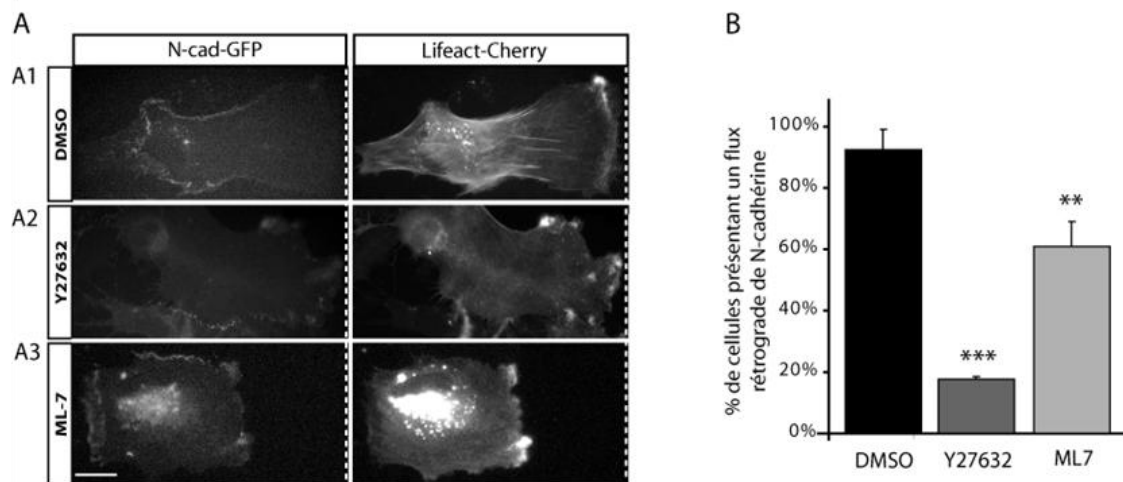 A
N-cad-GFP
Lifeact-Cherry
A1
DMSO
A2
Y27632
A3
ML-7
B
% de cellules présentant un flux
rétrograde de N-cadhérine
100%
80%
60%
40%
20%
0%
***
**
DMSO
Y27632
ML7